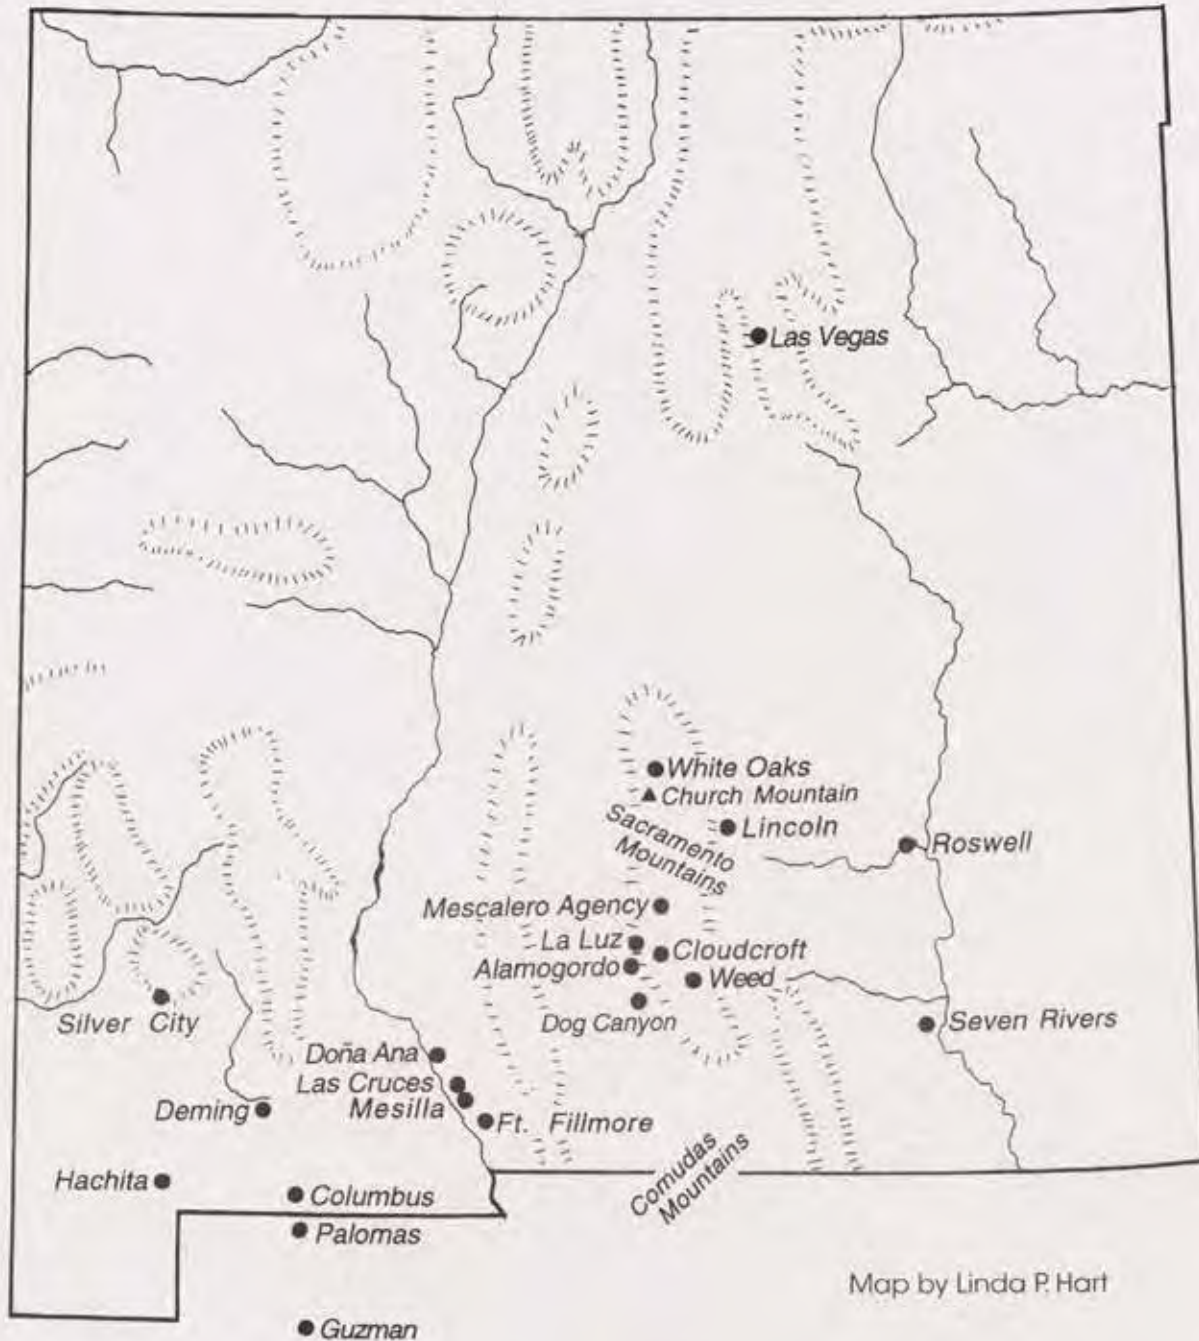 Las Vegas
White Oaks
Church Mountain
Sacramento
Mountains
Lincoln
Roswell
Mescalero Agency
La Luz
Cloudcroft
Alamogordo
Weed
Dog Canyon
Silver City
Seven Rivers
Doña Ana
Las Cruces
Mesilla
Deming
Ft. Fillmore
Cornudas
Mountains
Hachita
Columbus
Palomas
Map by Linda P. Hart
Guzman